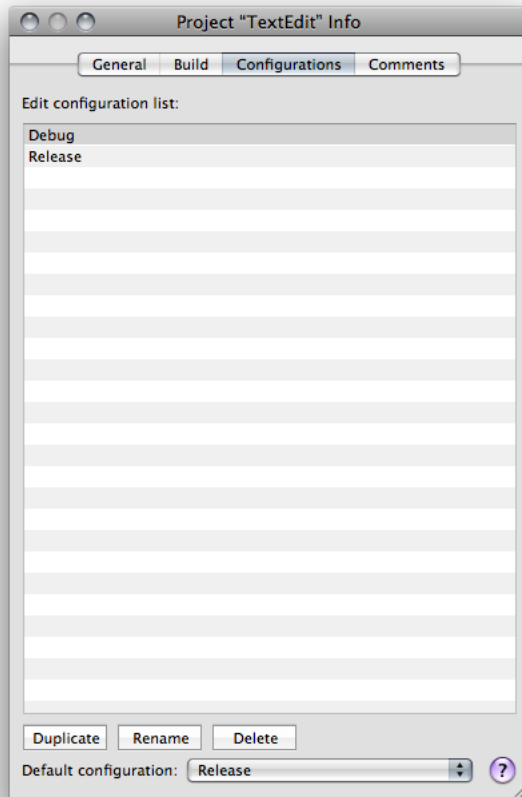 Project “TextEdit” Info
General Build Configurations Comments
Edit configuration list:
Debug
Release
Duplicate Rename Delete
Default configuration: Release ?